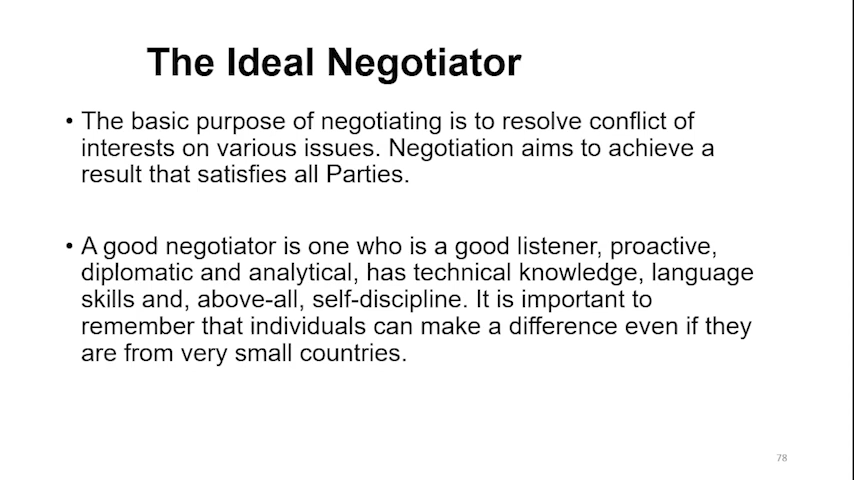 The Ideal Negotiator
• The basic purpose of negotiating is to resolve conflict of
interests on various issues. Negotiation aims to achieve a
result that satisfies all Parties.
• A good negotiator is one who is a good listener, proactive,
diplomatic and analytical, has technical knowledge, language
skills and, above-all, self-discipline. It is important to
remember that individuals can make a difference even if they
are from very small countries.
78